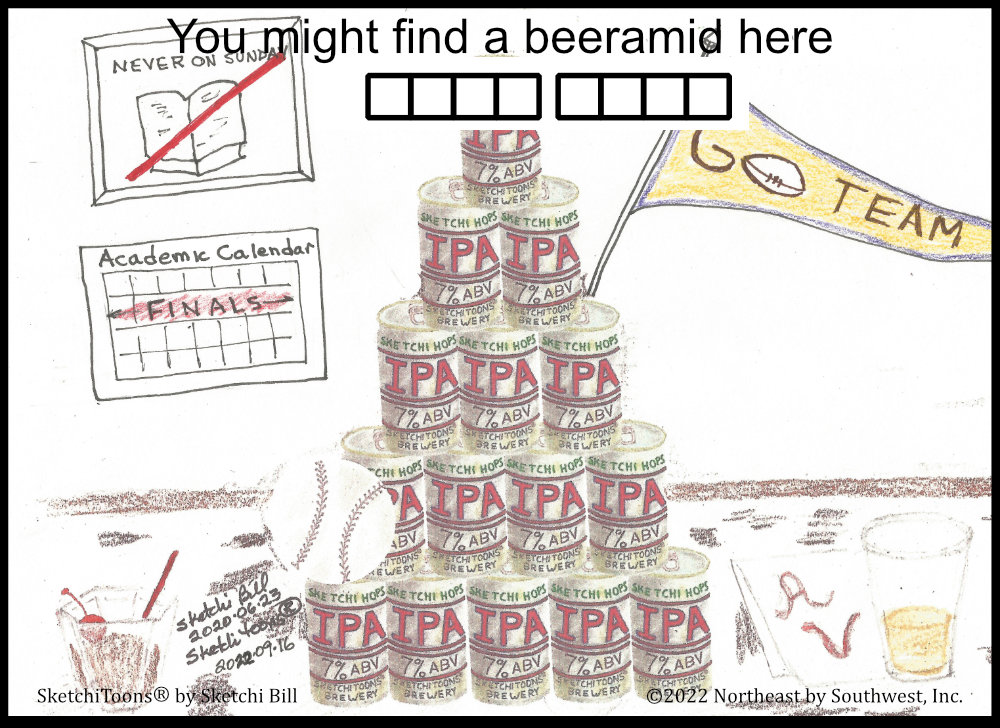 You might find a beeramid here
NEVER ON SUNDAY
Academic Calendar
FINALS
GO TEAM
IPA
7% ABV
SKETCHITOONS
BREWERY
SKETCHI HOPS SKETCHI HOPS
IPA IPA
7% ABV 7% ABV
SKETCHITOONS SKETCHITOONS
BREWERY BREWERY
SKETCHI HOPS SKETCHI HOPS SKETCHI HOPS
IPA IPA IPA
7% ABV 7% ABV 7% ABV
SKETCHITOONS SKETCHITOONS SKETCHITOONS
BREWERY BREWERY BREWERY
TCHI HOPS SKETCHI HOPS SKETCHI HOPS SKETCHI HOPS
PA IPA IPA IPA
ABV 7% ABV 7% ABV 7% ABV
TOONS SKETCHITOONS SKETCHITOONS SKETCHITOONS
BREWERY BREWERY BREWERY BREWERY
SKETCHI HOPS SKETCHI HOPS SKETCHI HOPS SKETCHI HOPS SKETCHI HOPS
IPA IPA IPA IPA IPA
7% ABV 7% ABV 7% ABV 7% ABV 7% ABV
SKETCHITOONS SKETCHITOONS SKETCHITOONS SKETCHITOONS SKETCHITOONS
BREWERY BREWERY BREWERY BREWERY BREWERY
Sketchi Bill
2020.06.23
SketchiToons®
2022.09.16
SketchiToons® by Sketchi Bill
©2022 Northeast by Southwest, Inc.